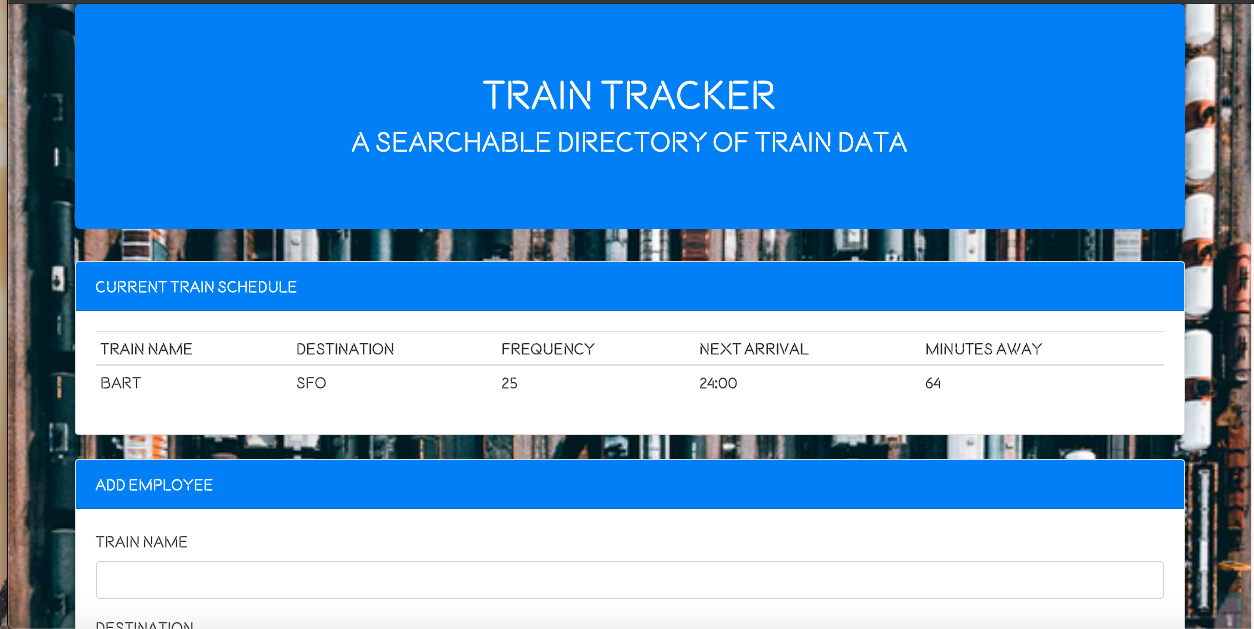 TRAIN TRACKER
A SEARCHABLE DIRECTORY OF TRAIN DATA
CURRENT TRAIN SCHEDULE
TRAIN NAME DESTINATION FREQUENCY NEXT ARRIVAL MINUTES AWAY
BART SFO 25 24:00 64
ADD EMPLOYEE
TRAIN NAME
DESTINATION